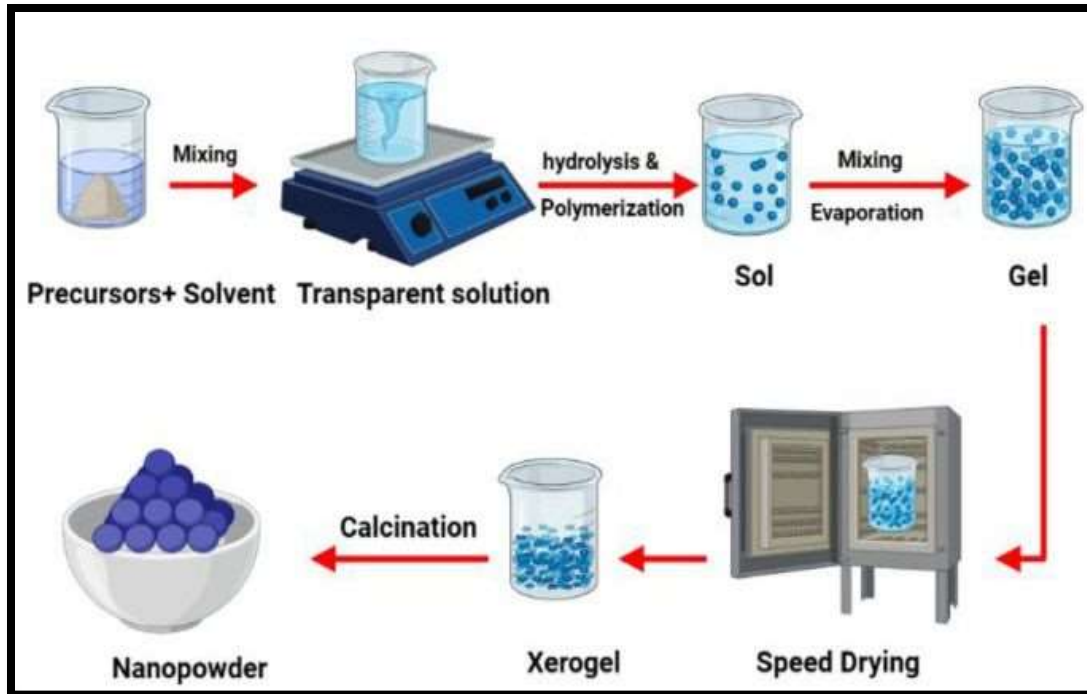 Mixing
Precursors+ Solvent
Transparent solution
hydrolysis &
Polymerization
Sol
Mixing
Evaporation
Gel
Speed Drying
Xerogel
Calcination
Nanopowder